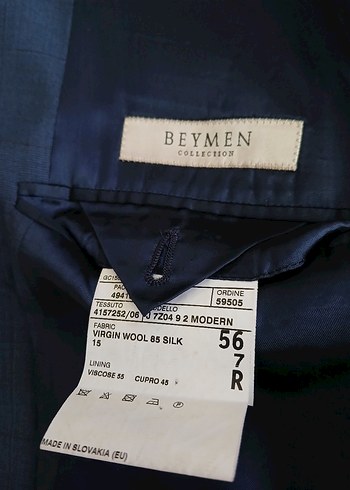 BEYMEN
COLLECTION
ORDINE
59505
TESSUTO
4157252/06 7Z04 9 2 MODERN
FABRIC
VIRGIN WOOL 85 SILK
15
56
7
R
LINING
VISCOSE 55 CUPRO 45
MADE IN SLOVAKIA (EU)